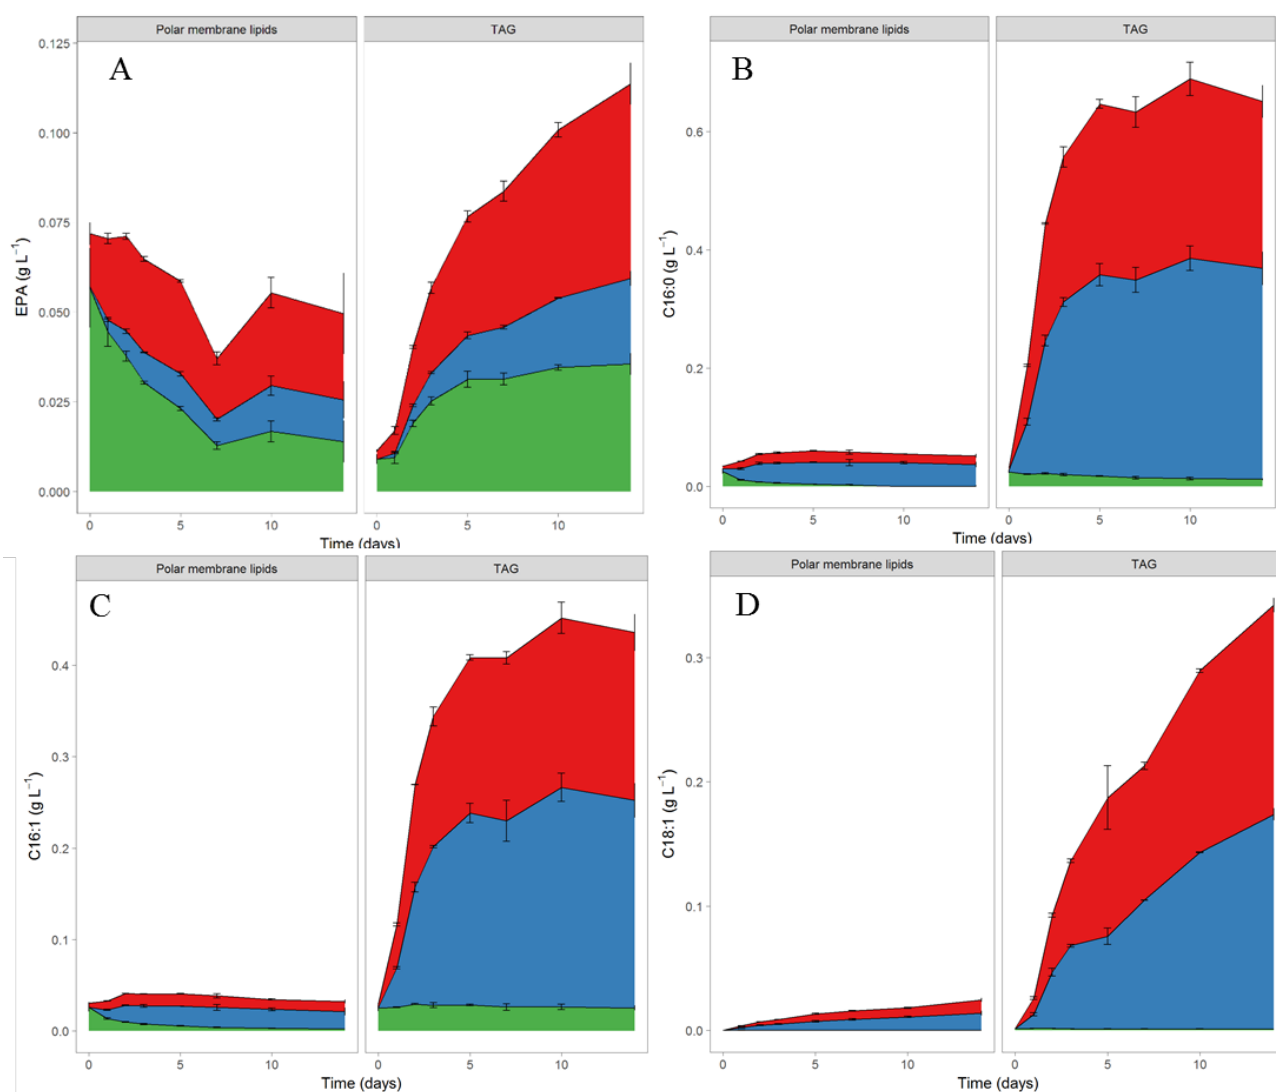 Polar membrane lipids TAG
A
EPA (g L⁻¹)
0.125
0.100
0.075
0.050
0.025
0.000
0 5 10 0 5 10
Time (days)
Polar membrane lipids TAG
B
C16:0 (g L⁻¹)
0.6
0.4
0.2
0.0
0 5 10 0 5 10
Time (days)
Polar membrane lipids TAG
C
C16:1 (g L⁻¹)
0.4
0.3
0.2
0.1
0.0
0 5 10 0 5 10
Time (days)
Polar membrane lipids TAG
D
C18:1 (g L⁻¹)
0.3
0.2
0.1
0.0
0 5 10 0 5 10
Time (days)